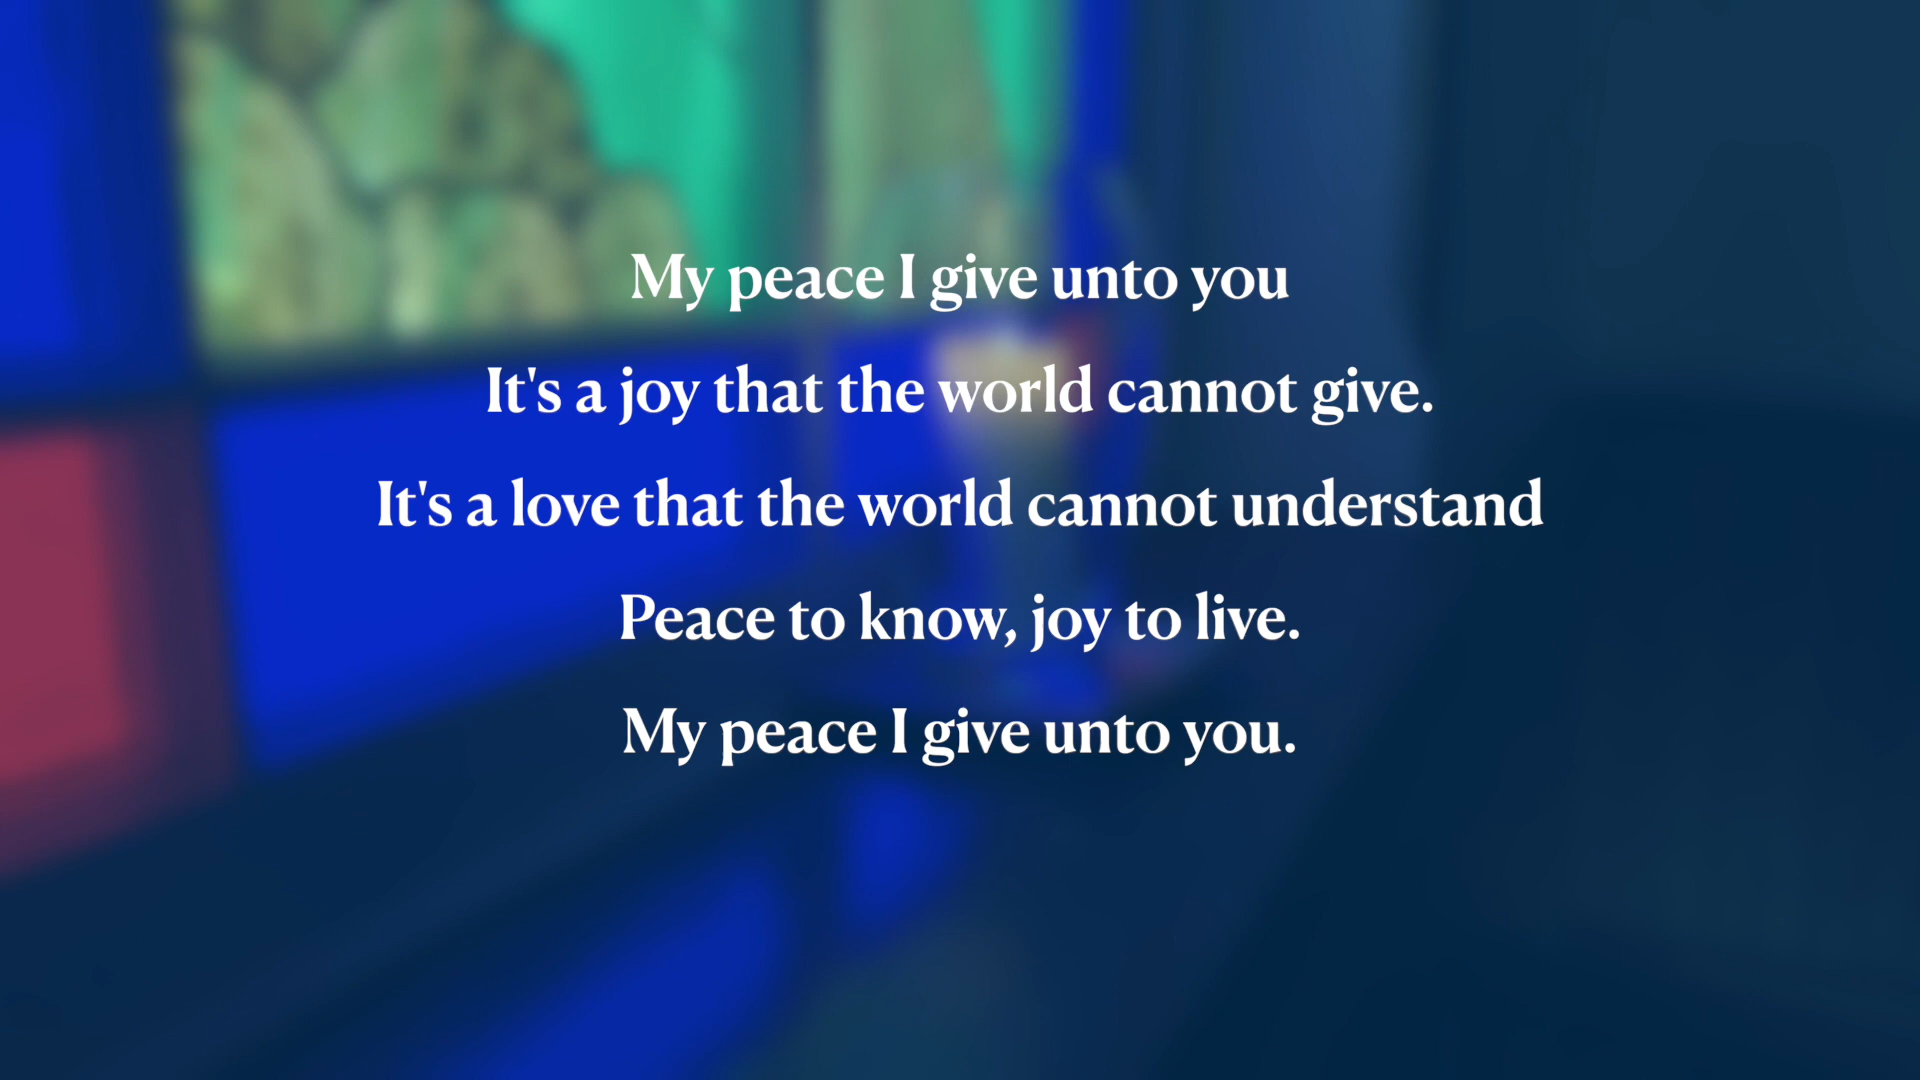 My peace I give unto you
It's a joy that the world cannot give.
It's a love that the world cannot understand
Peace to know, joy to live.
My peace I give unto you.